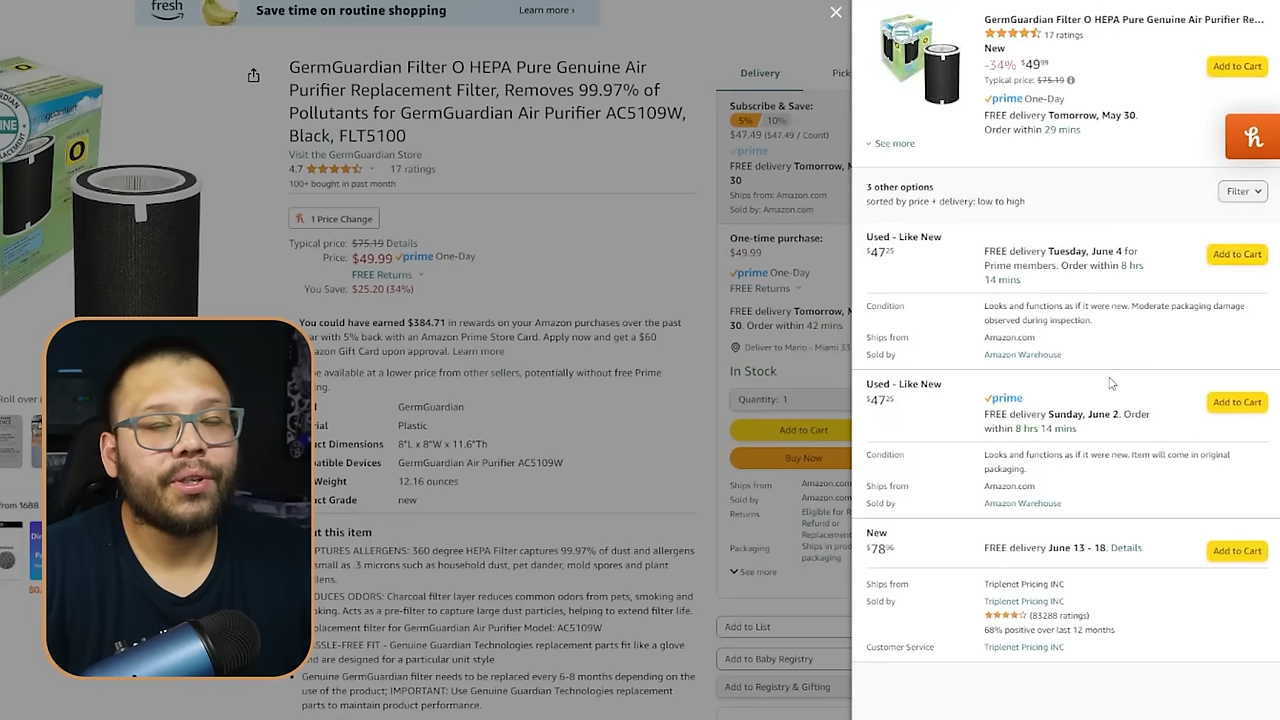 fresh
Save time on routine shopping
Learn more ›
GermGuardian Filter O HEPA Pure Genuine Air
Purifier Replacement Filter, Removes 99.97% of
Pollutants for GermGuardian Air Purifier AC5109W,
Black, FLT5100
Visit the GermGuardian Store
4.7
17 ratings
100+ bought in past month
1 Price Change
Typical price: $75.19 Details
Price: $49.99 prime One-Day
FREE Returns
You Save: $25.20 (34%)
You could have earned $384.71 in rewards on your Amazon purchases over the past
with 5% back with an Amazon Prime Store Card. Apply now and get a $60
Gift Card upon approval. Learn more
available at a lower price from other sellers, potentially without free Prime
GermGuardian
Plastic
Dimensions 8"L x 8"W x 11.6"Th
Devices GermGuardian Air Purifier AC5109W
Weight 12.16 ounces
Grade new
this item
ALLERGENS: 360 degree HEPA Filter captures 99.97% of dust and allergens
small as .3 microns such as household dust, pet dander, mold spores and plant
ODORS: Charcoal filter layer reduces common odors from pets, smoking and
Acts as a pre-filter to capture large dust particles, helping to extend filter life.
filter for GermGuardian Air Purifier Model: AC5109W
FIT - Genuine Guardian Technologies replacement parts fit like a glove
and are designed for a particular unit style
• Genuine GermGuardian filter needs to be replaced every 6-8 months depending on the
use of the product; IMPORTANT: Use Genuine Guardian Technologies replacement
parts to maintain product performance.
Roll over i
from 1688
Delivery
Pick
Subscribe & Save:
5% 10%
$47.49 ($47.49 / Count)
prime
FREE delivery Tomorrow, M
30
Ships from: Amazon.com
Sold by: Amazon.com
One-time purchase:
$49.99
prime One-Day
FREE Returns
FREE delivery Tomorrow, M
30. Order within 42 mins
Deliver to Mario - Miami 33
In Stock
Quantity: 1
Add to Cart
Buy Now
Ships from Amazon.com
Sold by Amazon.com
Returns Eligible for R
Refund or
Replacement
Packaging Ships in prod
packaging
See more
Add to List
Add to Baby Registry
Add to Registry & Gifting
GermGuardian Filter O HEPA Pure Genuine Air Purifier Re...
17 ratings
New
-34% $49.99
Typical price: $75.19
prime One-Day
FREE delivery Tomorrow, May 30.
Order within 29 mins
Add to Cart
See more
3 other options
sorted by price + delivery: low to high
Filter
Used - Like New
$47.25
FREE delivery Tuesday, June 4 for
Prime members. Order within 8 hrs
14 mins
Add to Cart
Condition Looks and functions as if it were new. Moderate packaging damage
observed during inspection.
Ships from Amazon.com
Sold by Amazon Warehouse
Used - Like New
$47.25
prime
FREE delivery Sunday, June 2. Order
within 8 hrs 14 mins
Add to Cart
Condition Looks and functions as if it were new. Item will come in original
packaging.
Ships from Amazon.com
Sold by Amazon Warehouse
New
$78.96
FREE delivery June 13 - 18. Details
Add to Cart
Ships from Triplenet Pricing INC
Sold by Triplenet Pricing INC
(83288 ratings)
68% positive over last 12 months
Customer Service Triplenet Pricing INC